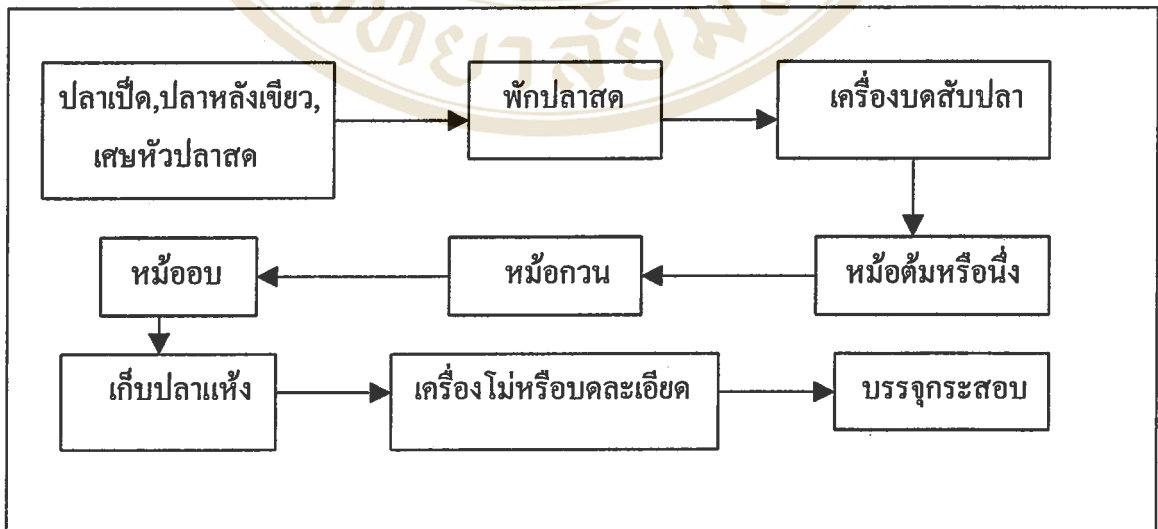 ปลาเป็ด,ปลาหลังเขียว,
เศษหัวปลาสด
พักปลาสด
เครื่องบดสับปลา
หม้อต้มหรือนึ่ง
หม้อกวน
หม้ออบ
เก็บปลาแห้ง
เครื่องโม่หรือบดละเอียด
บรรจุกระสอบ